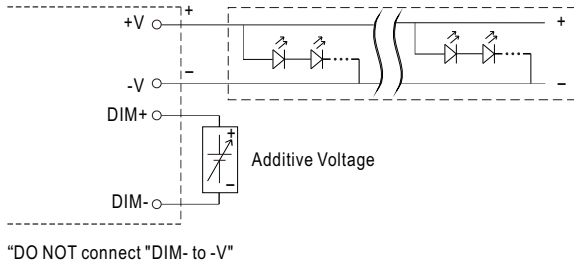 +V
+
+
-V
−
−
DIM+
+
Additive Voltage
−
DIM-
“DO NOT connect "DIM- to -V"